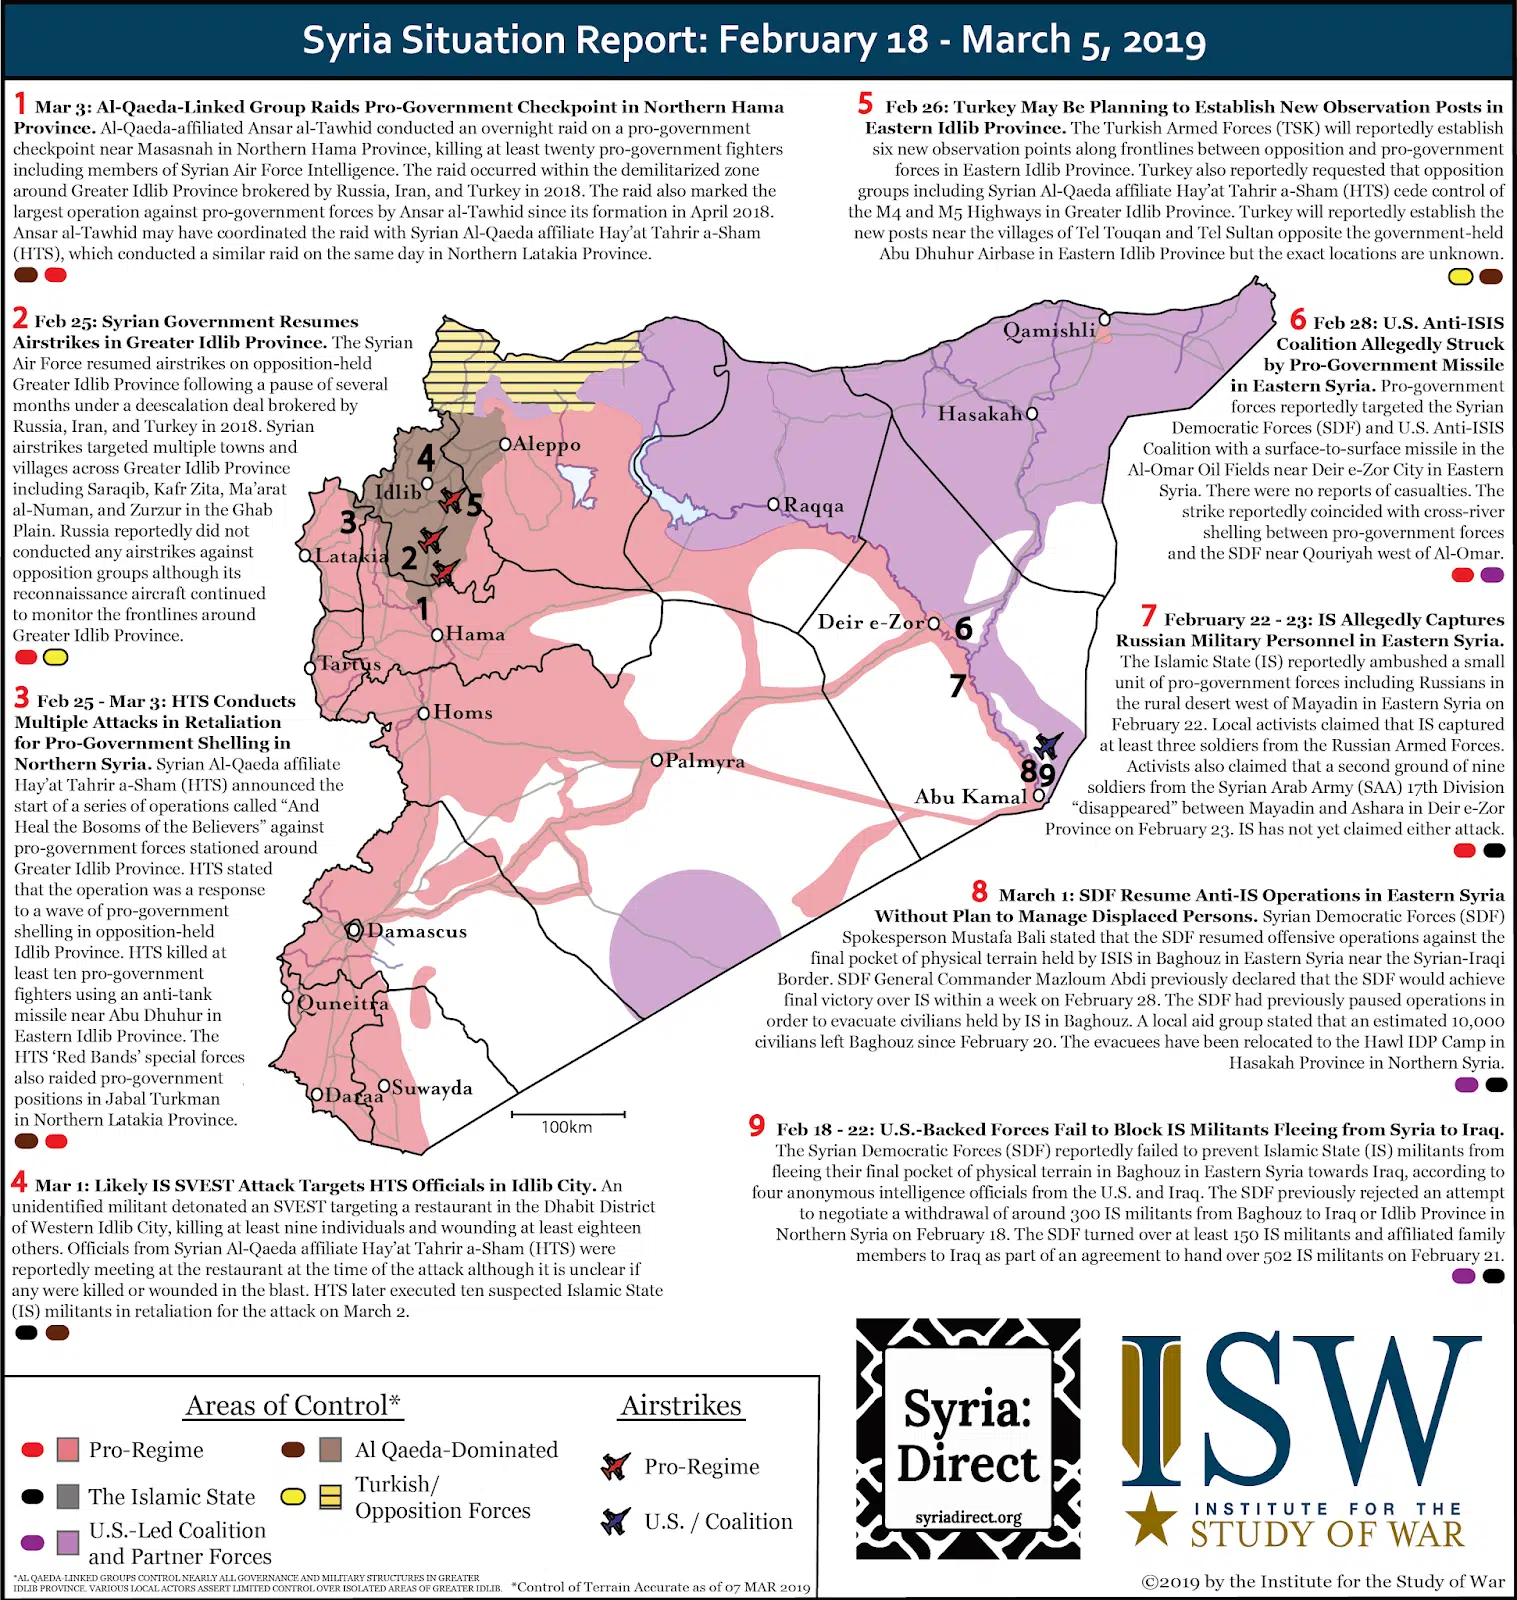 Syria Situation Report: February 18 - March 5, 2019
1 Mar 3: Al-Qaeda-Linked Group Raids Pro-Government Checkpoint in Northern Hama
Province. Al-Qaeda-affiliated Ansar al-Tawhid conducted an overnight raid on a pro-government
checkpoint near Masasnah in Northern Hama Province, killing at least twenty pro-government fighters
including members of Syrian Air Force Intelligence. The raid occurred within the demilitarized zone
around Greater Idlib Province brokered by Russia, Iran, and Turkey in 2018. The raid also marked the
largest operation against pro-government forces by Ansar al-Tawhid since its formation in April 2018.
Ansar al-Tawhid may have coordinated the raid with Syrian Al-Qaeda affiliate Hay'at Tahrir a-Sham
(HTS), which conducted a similar raid on the same day in Northern Latakia Province.
2 Feb 25: Syrian Government Resumes
Airstrikes in Greater Idlib Province. The Syrian
Air Force resumed airstrikes on opposition-held
Greater Idlib Province following a pause of several
months under a deescalation deal brokered by
Russia, Iran, and Turkey in 2018. Syrian
airstrikes targeted multiple towns and
villages across Greater Idlib Province
including Saraqib, Kafr Zita, Ma'arat
al-Numan, and Zurzur in the Ghab
Plain. Russia reportedly did not
conducted any airstrikes against
opposition groups although its
reconnaissance aircraft continued
to monitor the frontlines around
Greater Idlib Province.
3 Feb 25 - Mar 3: HTS Conducts
Multiple Attacks in Retaliation
for Pro-Government Shelling in
Northern Syria. Syrian Al-Qaeda affiliate
Hay'at Tahrir a-Sham (HTS) announced the
start of a series of operations called “And
Heal the Bosoms of the Believers” against
pro-government forces stationed around
Greater Idlib Province. HTS stated
that the operation was a response
to a wave of pro-government
shelling in opposition-held
Idlib Province. HTS killed at
least ten pro-government
fighters using an anti-tank
missile near Abu Dhuhur in
Eastern Idlib Province. The
HTS ‘Red Bands’ special forces
also raided pro-government
positions in Jabal Turkman
in Northern Latakia Province.
4 Mar 1: Likely IS SVEST Attack Targets HTS Officials in Idlib City. An
unidentified militant detonated an SVEST targeting a restaurant in the Dhabit District
of Western Idlib City, killing at least nine individuals and wounding at least eighteen
others. Officials from Syrian Al-Qaeda affiliate Hay'at Tahrir a-Sham (HTS) were
reportedly meeting at the restaurant at the time of the attack although it is unclear if
any were killed or wounded in the blast. HTS later executed ten suspected Islamic State
(IS) militants in retaliation for the attack on March 2.
5 Feb 26: Turkey May Be Planning to Establish New Observation Posts in
Eastern Idlib Province. The Turkish Armed Forces (TSK) will reportedly establish
six new observation points along frontlines between opposition and pro-government
forces in Eastern Idlib Province. Turkey also reportedly requested that opposition
groups including Syrian Al-Qaeda affiliate Hay'at Tahrir a-Sham (HTS) cede control of
the M4 and M5 Highways in Greater Idlib Province. Turkey will reportedly establish the
new posts near the villages of Tel Touqan and Tel Sultan opposite the government-held
Abu Dhuhur Airbase in Eastern Idlib Province but the exact locations are unknown.
6 Feb 28: U.S. Anti-ISIS
Coalition Allegedly Struck
by Pro-Government Missile
in Eastern Syria. Pro-government
forces reportedly targeted the Syrian
Democratic Forces (SDF) and U.S. Anti-ISIS
Coalition with a surface-to-surface missile in the
Al-Omar Oil Fields near Deir e-Zor City in Eastern
Syria. There were no reports of casualties. The
strike reportedly coincided with cross-river
shelling between pro-government forces
and the SDF near Qouriyah west of Al-Omar.
7 February 22 - 23: IS Allegedly Captures
Russian Military Personnel in Eastern Syria.
The Islamic State (IS) reportedly ambushed a small
unit of pro-government forces including Russians in
the rural desert west of Mayadin in Eastern Syria on
February 22. Local activists claimed that IS captured
at least three soldiers from the Russian Armed Forces.
Activists also claimed that a second ground of nine
soldiers from the Syrian Arab Army (SAA) 17th Division
“disappeared” between Mayadin and Ashara in Deir e-Zor
Province on February 23. IS has not yet claimed either attack.
8 March 1: SDF Resume Anti-IS Operations in Eastern Syria
Without Plan to Manage Displaced Persons. Syrian Democratic Forces (SDF)
Spokesperson Mustafa Bali stated that the SDF resumed offensive operations against the
final pocket of physical terrain held by ISIS in Baghouz in Eastern Syria near the Syrian-Iraqi
Border. SDF General Commander Mazloum Abdi previously declared that the SDF would achieve
final victory over IS within a week on February 28. The SDF had previously paused operations in
order to evacuate civilians held by IS in Baghouz. A local aid group stated that an estimated 10,000
civilians left Baghouz since February 20. The evacuees have been relocated to the Hawl IDP Camp in
Hasakah Province in Northern Syria.
9 Feb 18 - 22: U.S.-Backed Forces Fail to Block IS Militants Fleeing from Syria to Iraq.
The Syrian Democratic Forces (SDF) reportedly failed to prevent Islamic State (IS) militants from
fleeing their final pocket of physical terrain in Baghouz in Eastern Syria towards Iraq, according to
four anonymous intelligence officials from the U.S. and Iraq. The SDF previously rejected an attempt
to negotiate a withdrawal of around 300 IS militants from Baghouz to Iraq or Idlib Province in
Northern Syria on February 18. The SDF turned over at least 150 IS militants and affiliated family
members to Iraq as part of an agreement to hand over 502 IS militants on February 21.
Qamishli
Hasakah
Aleppo
4
Idlib
5
Raqqa
3
Latakia
2
1
Hama
Deir e-Zor
6
Tartus
7
Homs
Palmyra
8
9
Abu Kamal
Damascus
Quneitra
Daraa
Suwayda
100km
Areas of Control*
Pro-Regime
The Islamic State
U.S.-Led Coalition
and Partner Forces
Al Qaeda-Dominated
Turkish/
Opposition Forces
Airstrikes
Pro-Regime
U.S. / Coalition
*AL QAEDA-LINKED GROUPS CONTROL NEARLY ALL GOVERNANCE AND MILITARY STRUCTURES IN GREATER
IDLIB PROVINCE. VARIOUS LOCAL ACTORS ASSERT LIMITED CONTROL OVER ISOLATED AREAS OF GREATER IDLIB.
*Control of Terrain Accurate as of 07 MAR 2019
Syria:
Direct
syriadirect.org
ISW
INSTITUTE FOR THE
STUDY OF WAR
©2019 by the Institute for the Study of War